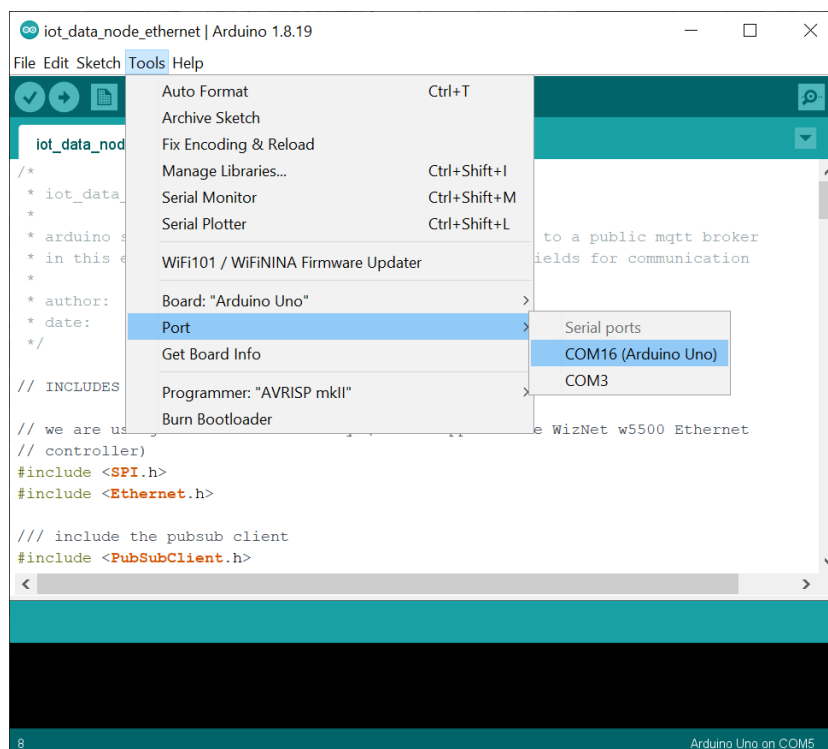 iot_data_node_ethernet | Arduino 1.8.19
File Edit Sketch Tools Help
Auto Format Ctrl+T
Archive Sketch
Fix Encoding & Reload
Manage Libraries... Ctrl+Shift+I
Serial Monitor Ctrl+Shift+M
Serial Plotter Ctrl+Shift+L
WiFi101 / WiFiNINA Firmware Updater
Board: "Arduino Uno"
Port
Get Board Info
Programmer: "AVRISP mkII"
Burn Bootloader
Serial ports
COM16 (Arduino Uno)
COM3
iot_data_nod
/*
* iot_data_
*
* arduino s to a public mqtt broker
* in this e ields for communication
*
* author:
* date:
*/
// INCLUDES
// we are us e WizNet w5500 Ethernet
// controller)
#include <SPI.h>
#include <Ethernet.h>
/// include the pubsub client
#include <PubSubClient.h>
8 Arduino Uno on COM5